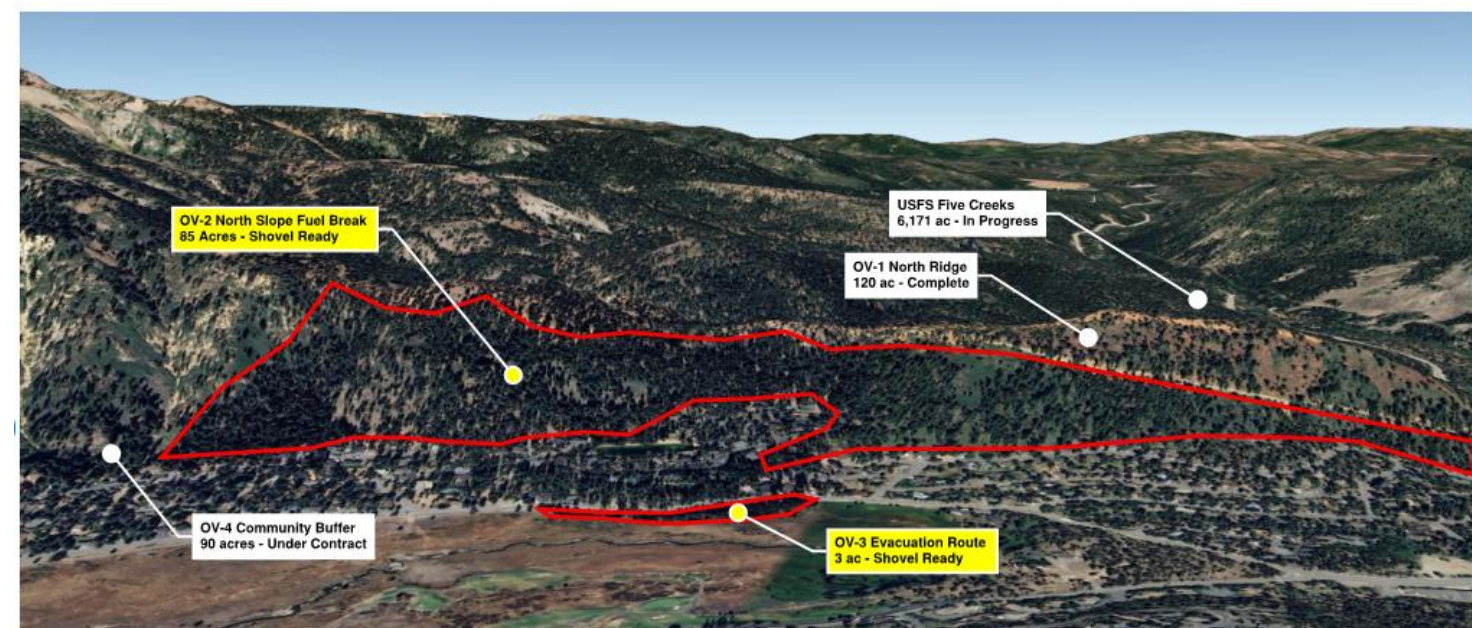 OV-2 North Slope Fuel Break
85 Acres - Shovel Ready
USFS Five Creeks
6,171 ac - In Progress
OV-1 North Ridge
120 ac - Complete
OV-4 Community Buffer
90 acres - Under Contract
OV-3 Evacuation Route
3 ac - Shovel Ready